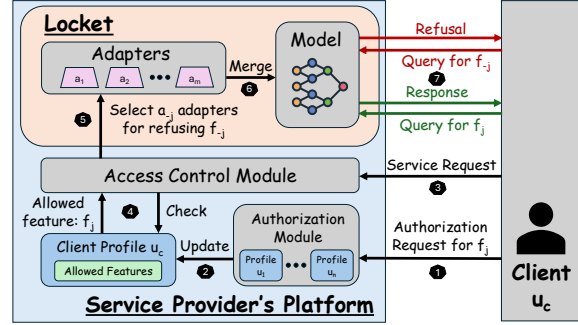 Locket
Adapters
a1 a2 ••• am
Merge
6
Model
Refusal
Query for f-j
7
Response
Query for fj
5
Select a-j adapters
for refusing f-j
Access Control Module
Service Request
3
Allowed
feature: fj
4
Check
Authorization
Module
Profile
u1
•••
Profile
un
Authorization
Request for fj
1
Update
2
Client Profile uc
Allowed Features
Service Provider's Platform
Client
uc